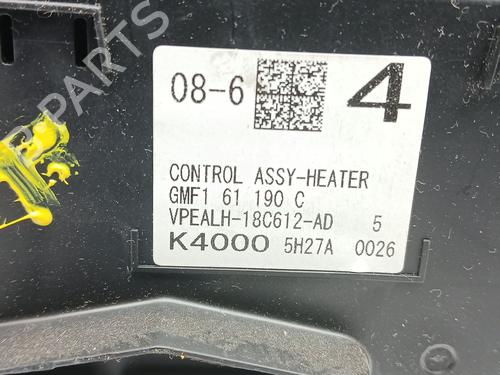 B-PARTS
08-6 4
CONTROL ASSY-HEATER
GMF1 61 190 C
VPEALH-18C612-AD 5
K4000 5H27A 0026